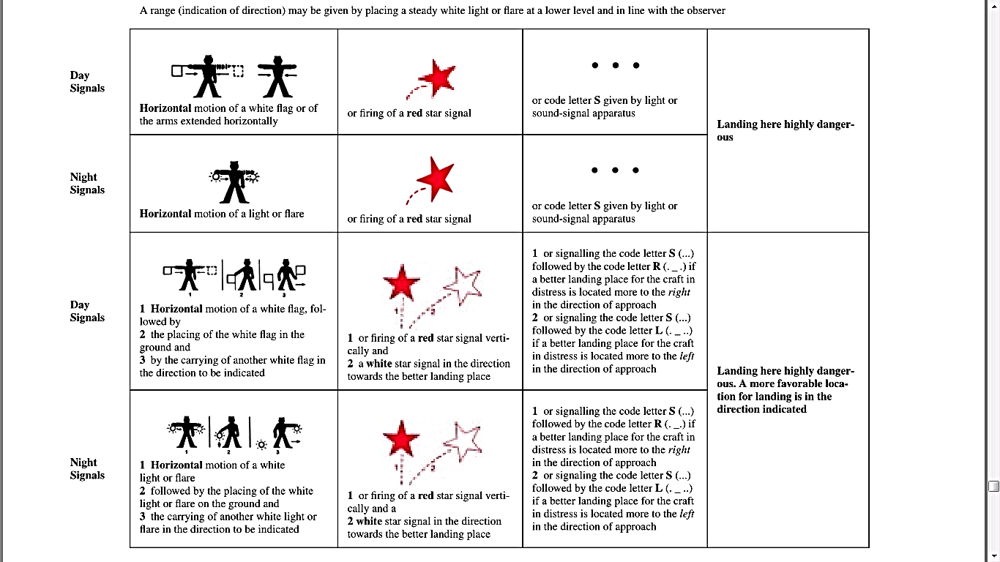 A range (indication of direction) may be given by placing a steady white light or flare at a lower level and in line with the observer
Day
Signals
Horizontal motion of a white flag or of
the arms extended horizontally
or firing of a red star signal
or code letter S given by light or
sound-signal apparatus
Landing here highly danger-
ous
Night
Signals
Horizontal motion of a light or flare
or firing of a red star signal
or code letter S given by light or
sound-signal apparatus
Day
Signals
1 2 3
1 Horizontal motion of a white flag, fol-
lowed by
2 the placing of the white flag in the
ground and
3 by the carrying of another white flag in
the direction to be indicated
1 2
1 or firing of a red star signal verti-
cally and
2 a white star signal in the direction
towards the better landing place
1 or signalling the code letter S (...)
followed by the code letter R (. _ .) if
a better landing place for the craft in
distress is located more to the right
in the direction of approach
2 or signaling the code letter S (...)
followed by the code letter L (. _ ..)
if a better landing place for the craft
in distress is located more to the left
in the direction of approach
Landing here highly danger-
ous. A more favorable loca-
tion for landing is in the
direction indicated
Night
Signals
1 2 3
1 Horizontal motion of a white
light or flare
2 followed by the placing of the white
light or flare on the ground and
3 the carrying of another white light or
flare in the direction to be indicated
1 2
1 or firing of a red star signal verti-
cally and a
2 white star signal in the direction
towards the better landing place
1 or signalling the code letter S (...)
followed by the code letter R (. _ .) if
a better landing place for the craft in
distress is located more to the right
in the direction of approach
2 or signaling the code letter S (...)
followed by the code letter L (. _ ..)
if a better landing place for the craft
in distress is located more to the left
in the direction of approach